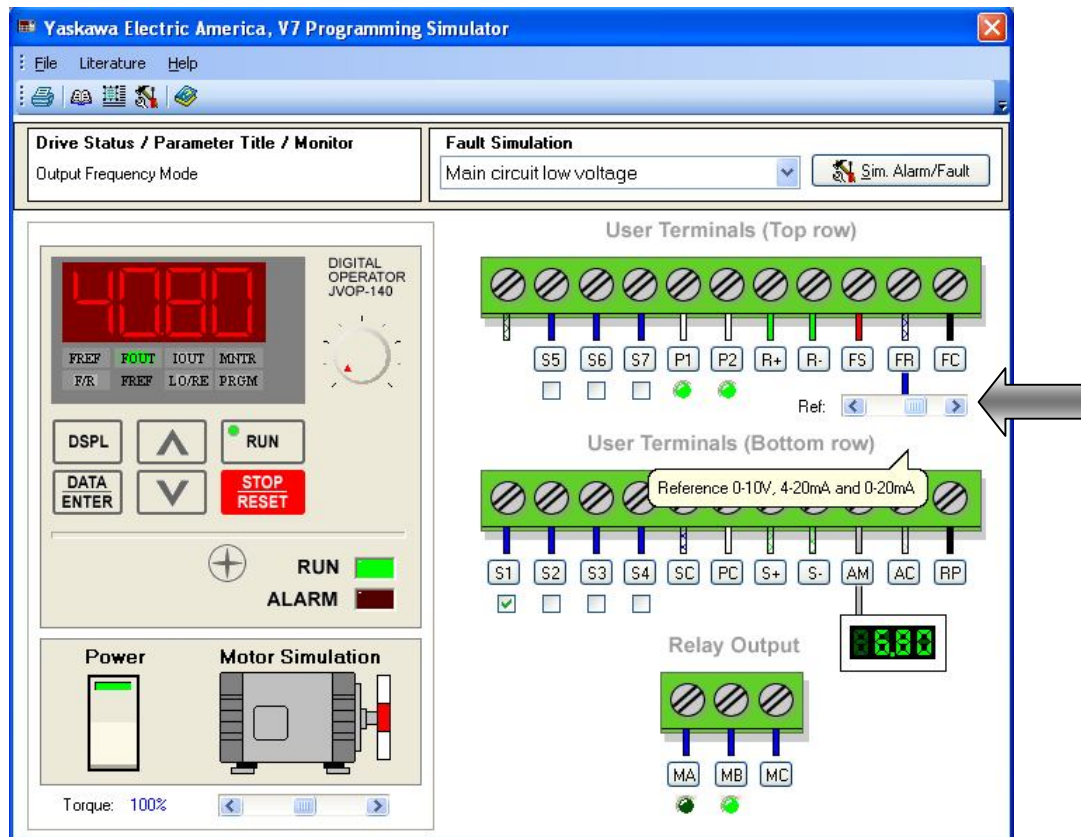 Yaskawa Electric America, V7 Programming Simulator
File Literature Help
Drive Status / Parameter Title / Monitor
Output Frequency Mode
Fault Simulation
Main circuit low voltage
Sim. Alarm/Fault
40.80
DIGITAL
OPERATOR
JVOP-140
FREF FOUT IOUT MNTR
F/R FREF LO/RE PRGM
DSPL RUN
DATA
ENTER
STOP
RESET
RUN
ALARM
Power
Motor Simulation
Torque: 100%
User Terminals (Top row)
S5 S6 S7 P1 P2 R+ R- FS FR FC
Ref:
User Terminals (Bottom row)
Reference 0-10V, 4-20mA and 0-20mA
S1 S2 S3 S4 SC PC S+ S- AM AC RP
6.80
Relay Output
MA MB MC